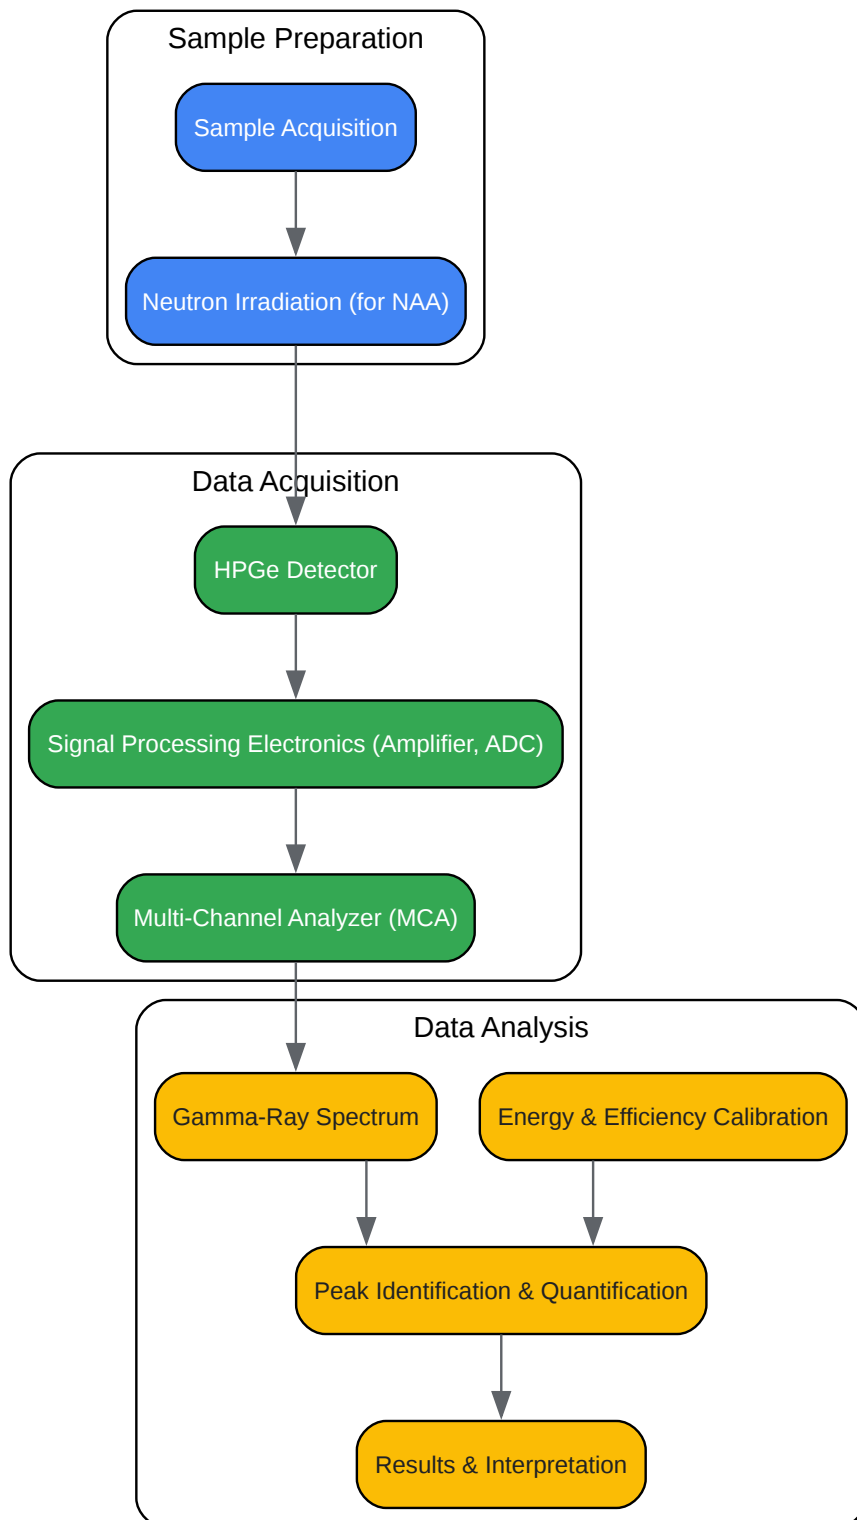 Sample Preparation
Sample Acquisition
Neutron Irradiation (for NAA)
Data Acquisition
HPGe Detector
Signal Processing Electronics (Amplifier, ADC)
Multi-Channel Analyzer (MCA)
Data Analysis
Gamma-Ray Spectrum
Energy & Efficiency Calibration
Peak Identification & Quantification
Results & Interpretation